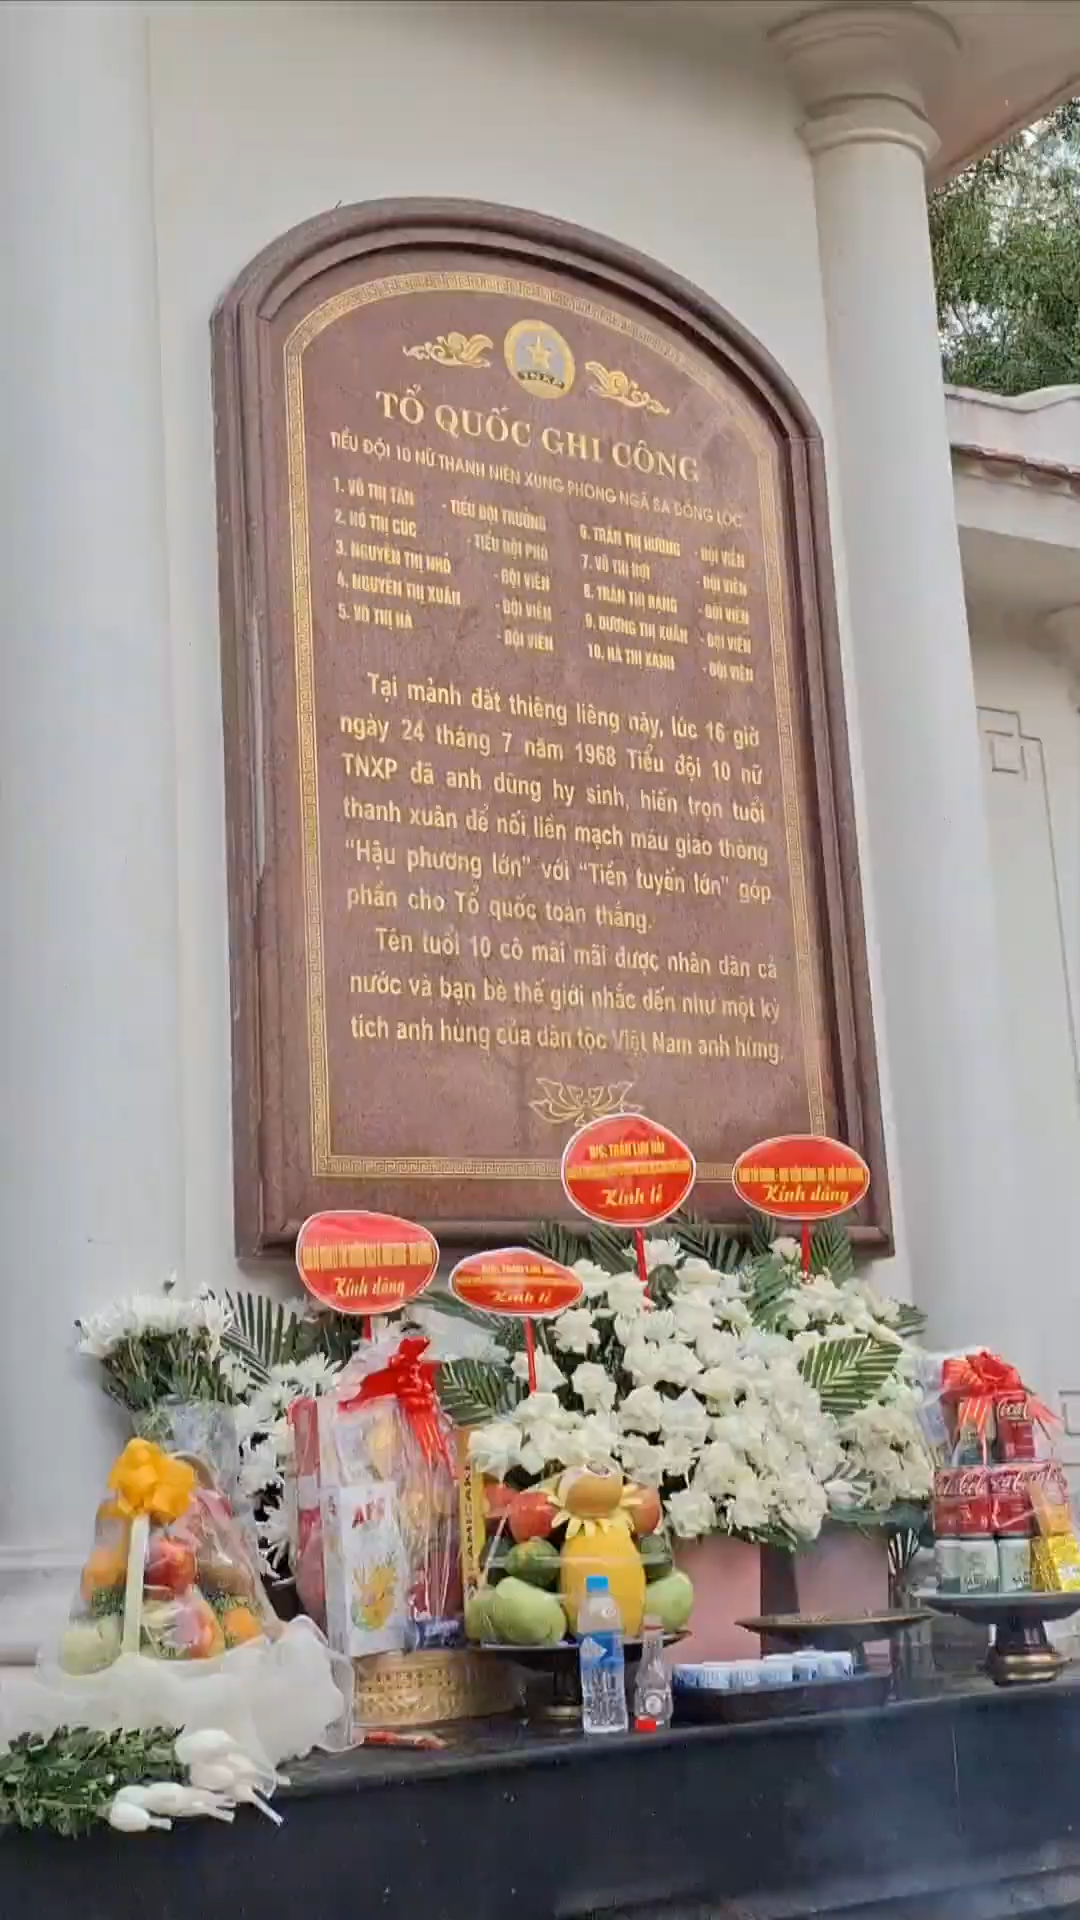 TNXP
TỔ QUỐC GHI CÔNG
TIỂU ĐỘI 10 NỮ THANH NIÊN XUNG PHONG NGÃ BA ĐỒNG LỘC
1. VÕ THỊ TẦN - TIỂU ĐỘI TRƯỞNG
2. HỒ THỊ CÚC - TIỂU ĐỘI PHÓ
3. NGUYỄN THỊ NHỎ - ĐỘI VIÊN
4. NGUYỄN THỊ XUÂN - ĐỘI VIÊN
5. VÕ THỊ HÀ - ĐỘI VIÊN
6. TRẦN THỊ HƯỜNG - ĐỘI VIÊN
7. VÕ THỊ HỢI - ĐỘI VIÊN
8. TRẦN THỊ RẠNG - ĐỘI VIÊN
9. DƯƠNG THỊ XUÂN - ĐỘI VIÊN
10. HÀ THỊ XANH - ĐỘI VIÊN
Tại mảnh đất thiêng liêng này, lúc 16 giờ
ngày 24 tháng 7 năm 1968 Tiểu đội 10 nữ
TNXP đã anh dũng hy sinh, hiến trọn tuổi
thanh xuân để nối liền mạch máu giao thông
“Hậu phương lớn” với “Tiền tuyến lớn” góp
phần cho Tổ quốc toàn thắng.
Tên tuổi 10 cô mãi mãi được nhân dân cả
nước và bạn bè thế giới nhắc đến như một kỳ
tích anh hùng của dân tộc Việt Nam anh hùng.
TRẦN LƯU HẢI
Kính lễ
Kính dâng
Kính dâng
Kính lễ
Coca